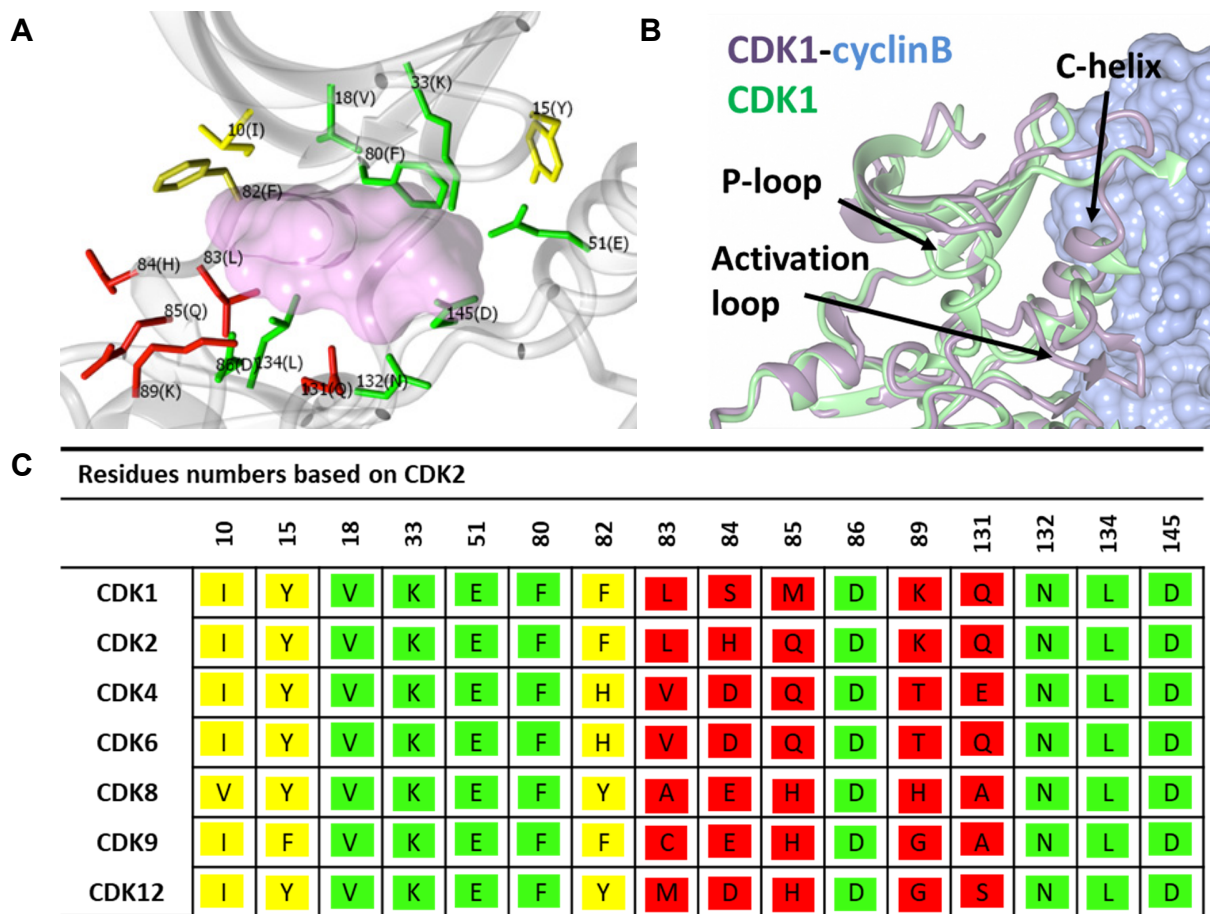 A
33(K)
18(V)
15(Y)
10(I)
80(F)
82(F)
51(E)
84(H)
83(L)
85(Q)
145(D)
86(D)
134(L)
89(K)
131(Q)
132(N)
B
CDK1-cyclinB
CDK1
C-helix
P-loop
Activation
loop
C
Residues numbers based on CDK2
10 15 18 33 51 80 82 83 84 85 86 89 131 132 134 145
CDK1 I Y V K E F F L S M D K Q N L D
CDK2 I Y V K E F F L H Q D K Q N L D
CDK4 I Y V K E F H V D Q D T E N L D
CDK6 I Y V K E F H V D Q D T Q N L D
CDK8 V Y V K E F Y A E H D H A N L D
CDK9 I F V K E F F C E H D G A N L D
CDK12 I Y V K E F Y M D H D G S N L D